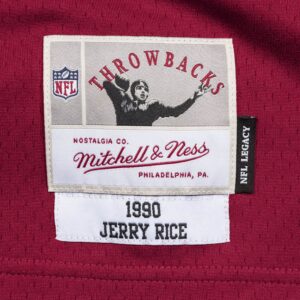 THROWBACKS
NFL
NOSTALGIA CO.
Mitchell & Ness
PHILADELPHIA, PA.
NFL LEGACY
1990
JERRY RICE